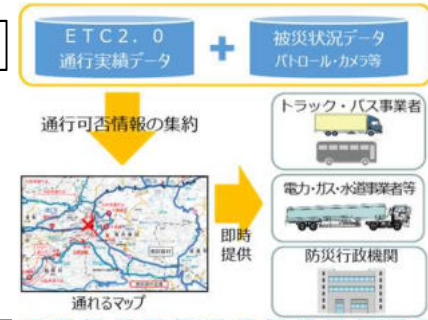 ＥＴＣ２．０
通行実績データ
＋
被災状況データ
パトロール・カメラ等
通行可否情報の集約
トラック・バス事業者
電力・ガス・水道事業者等
即時
提供
防災行政機関
通れるマップ